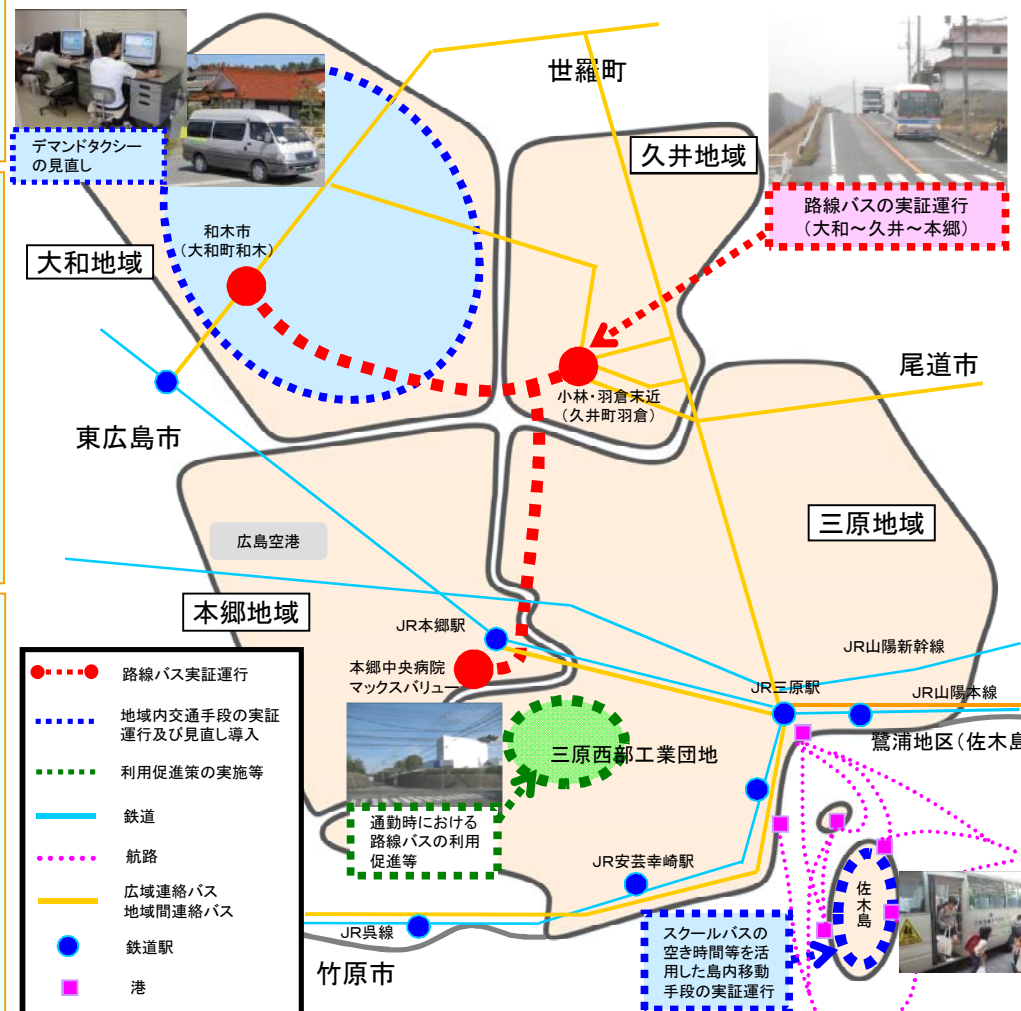 世羅町
久井地域
デマンドタクシー
の見直し
路線バスの実証運行
（大和～久井～本郷）
和木市
（大和町和木）
大和地域
尾道市
小林・羽倉末近
（久井町羽倉）
東広島市
三原地域
広島空港
本郷地域
JR本郷駅
JR山陽新幹線
本郷中央病院
マックスバリュー
JR三原駅
JR山陽本線
鷺浦地区（佐木島
三原西部工業団地
路線バス実証運行
地域内交通手段の実証
運行及び見直し導入
利用促進策の実施等
鉄道
航路
広域連絡バス
地域間連絡バス
鉄道駅
港
通勤時における
路線バスの利用
促進等
JR安芸幸崎駅
佐木島
JR呉線
スクールバスの
空き時間等を活
用した島内移動
手段の実証運行
竹原市